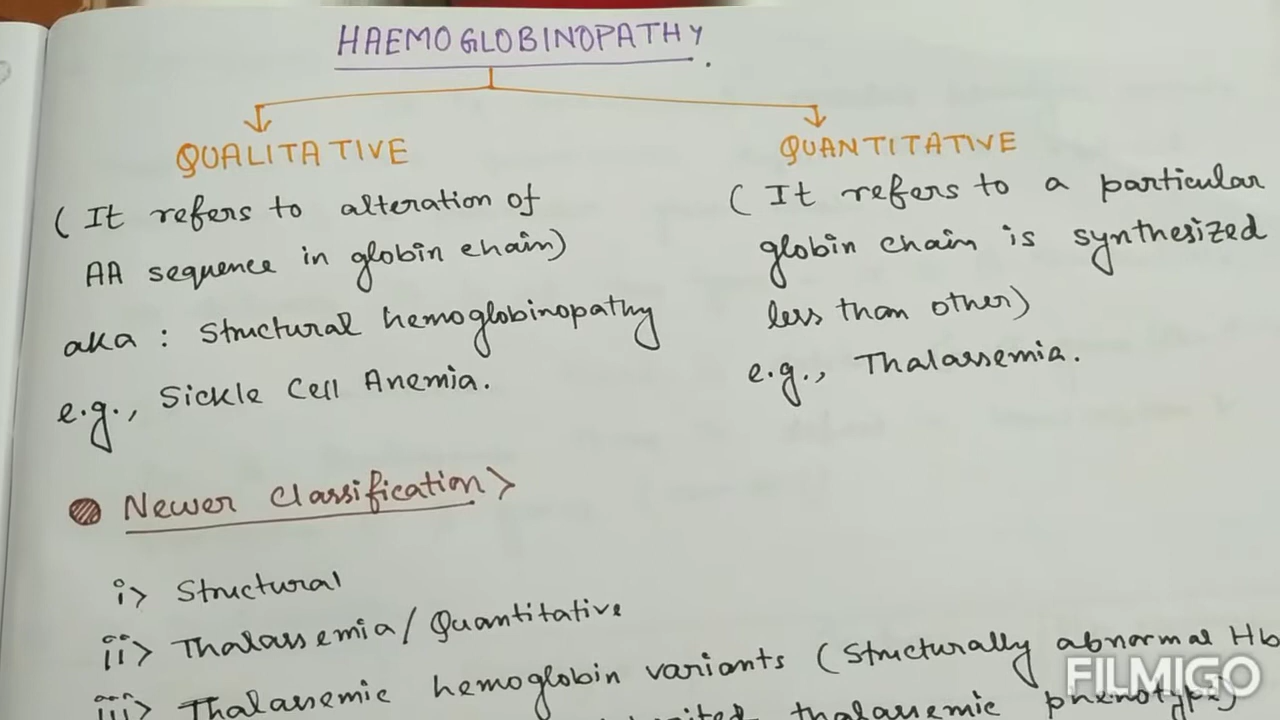 HAEMOGLOBINOPATHY.
QUALITATIVE
(It refers to alteration of
AA sequence in globin chain)
aka : Structural hemoglobinopathy
e.g., Sickle Cell Anemia.
QUANTITATIVE
(It refers to a particular
globin chain is synthesized
less than other)
e.g., Thalassemia.
Newer Classification>
i> Structural
ii> Thalassemia/Quantitative
iii> Thalassemic hemoglobin variants (Structurally abnormal Hb
thalassemic phenotype)
FILMIGO